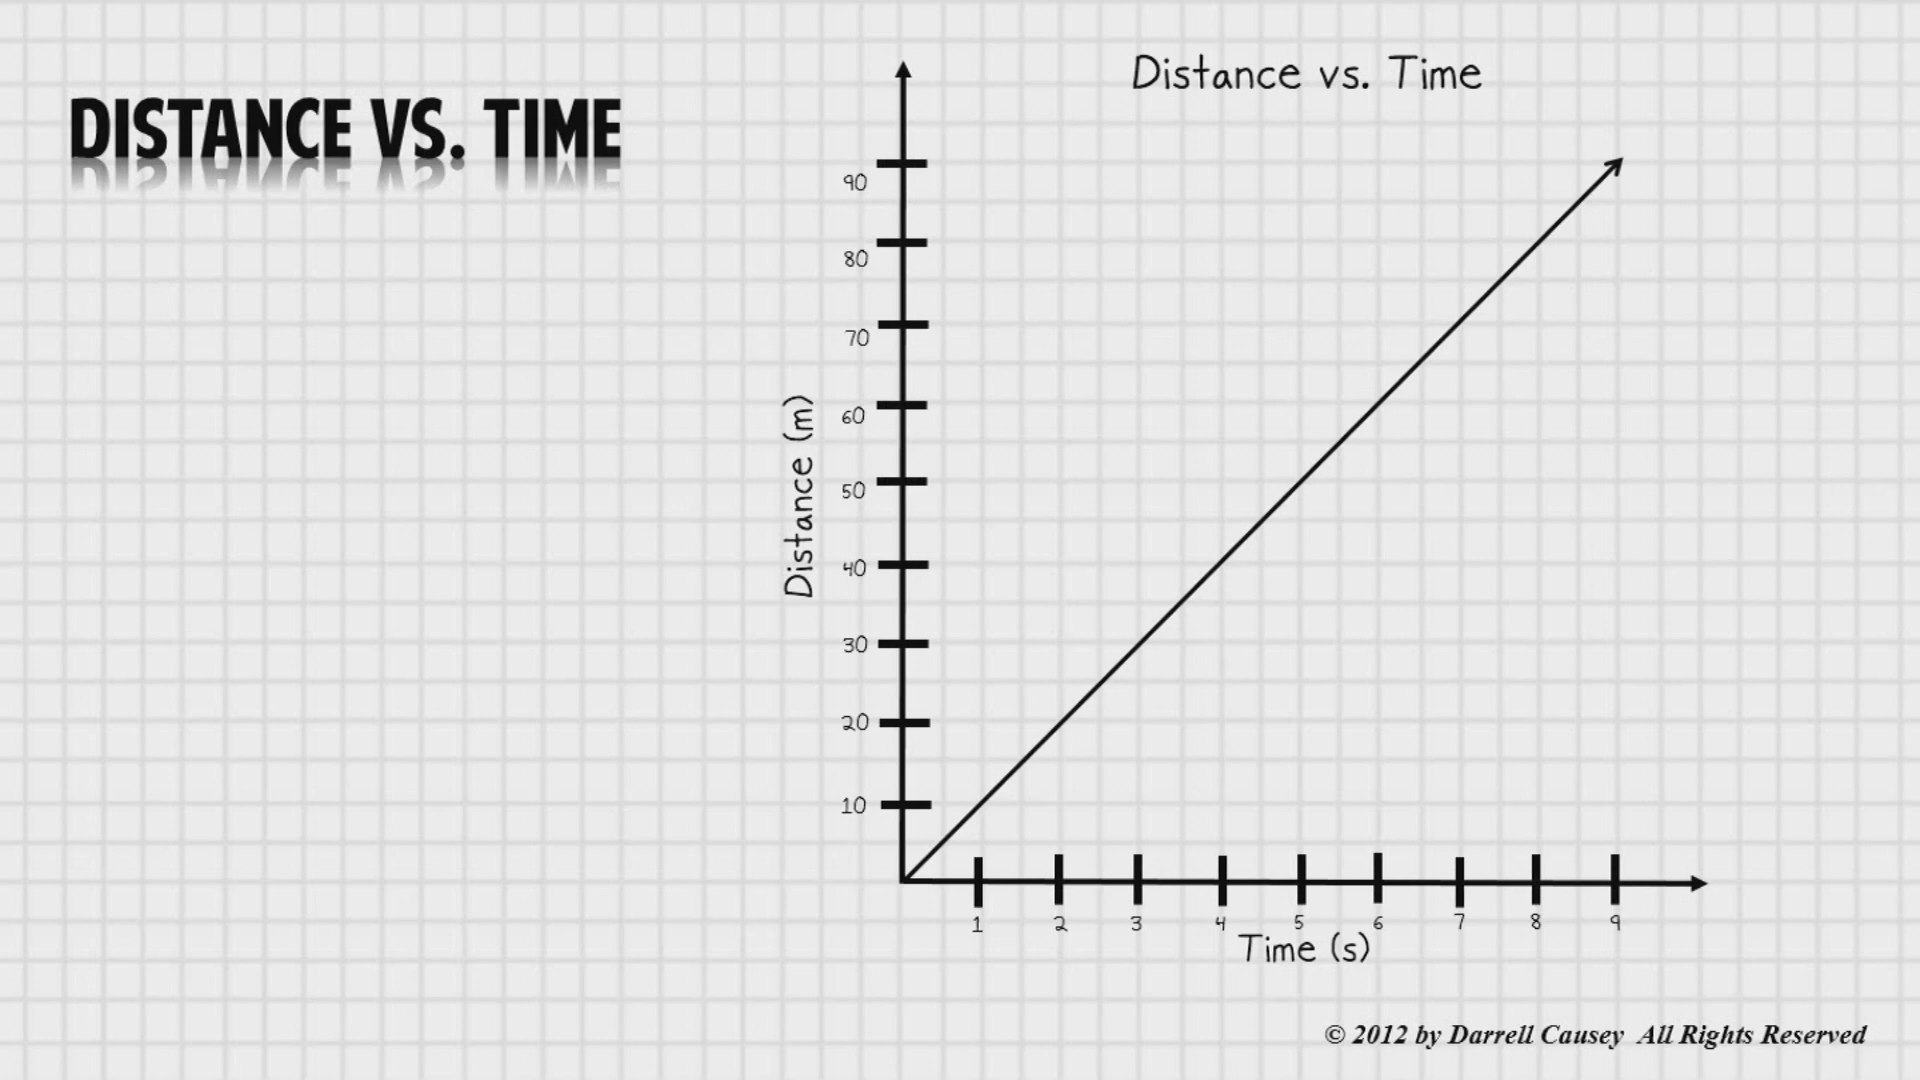 DISTANCE VS. TIME
Distance vs. Time
Distance (m)
90
80
70
60
50
40
30
20
10
1 2 3 4 5 6 7 8 9
Time (s)
© 2012 by Darrell Causey All Rights Reserved